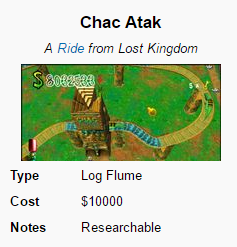 Chac Atak
A Ride from Lost Kingdom
Type Log Flume
Cost $10000
Notes Researchable